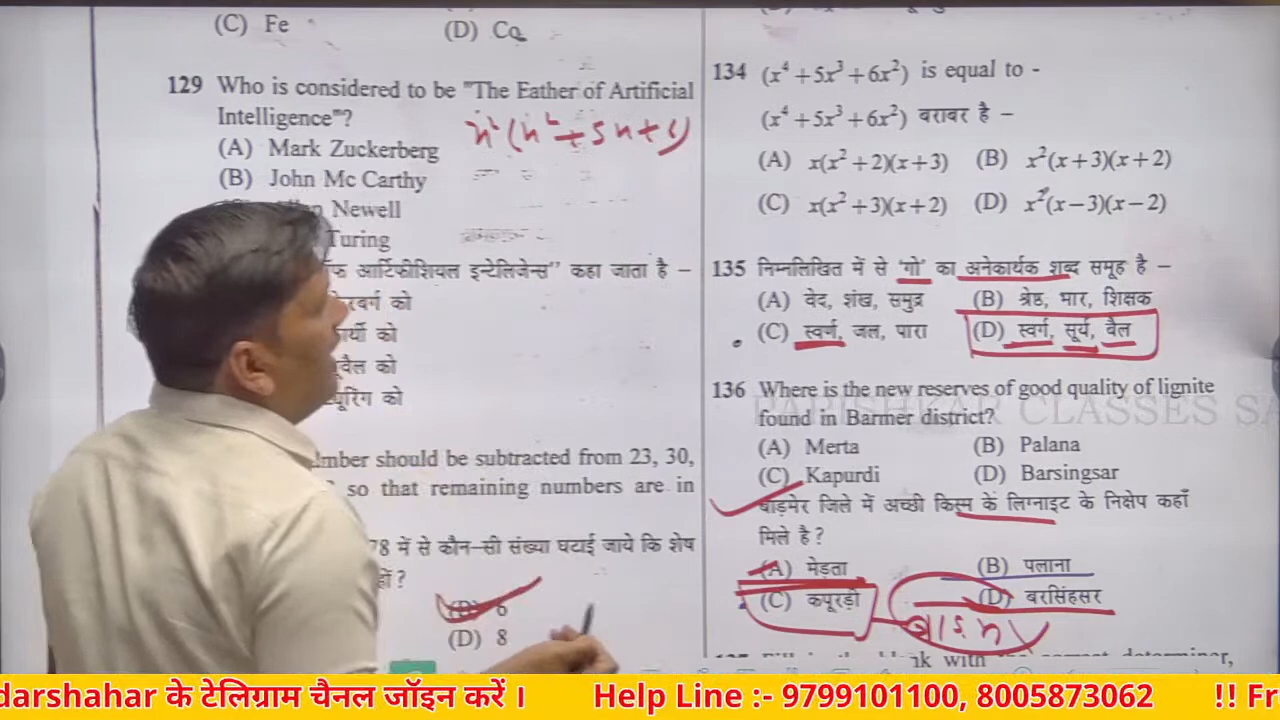 (C) Fe
(D) Co
129 Who is considered to be "The Father of Artificial
Intelligence"?
(A) Mark Zuckerberg
(B) John Mc Carthy
Newell
Turing
आर्टिफीशियल इन्टेलिजेन्स" कहा जाता है –
को
को
को
को
should be subtracted from 23, 30,
so that remaining numbers are in
78 में से कौन–सी संख्या घटाई जाये कि शेष
(B) 6
(D) 8
134 (x⁴ + 5x³ + 6x²) is equal to -
(x⁴ + 5x³ + 6x²) बराबर है –
(A) x(x² + 2)(x + 3) (B) x²(x + 3)(x + 2)
(C) x(x² + 3)(x + 2) (D) x²(x − 3)(x − 2)
135 निम्नलिखित में से 'गो' का अनेकार्थक शब्द समूह है –
(A) वेद, शंख, समुद्र (B) श्रेष्ठ, भार, शिक्षक
(C) स्वर्ण, जल, पारा (D) स्वर्ग, सूर्य, बैल
136 Where is the new reserves of good quality of lignite
found in Barmer district?
(A) Merta (B) Palana
(C) Kapurdi (D) Barsingsar
बाड़मेर जिले में अच्छी किस्म के लिग्नाइट के निक्षेप कहाँ
मिले है ?
(A) मेड़ता (B) पलाना
(C) कपूरड़ी (D) बरसिंहसर
PARISHKAR CLASSES
darshahar के टेलिग्राम चैनल जॉइन करें । Help Line :- 9799101100, 8005873062 !! Fr